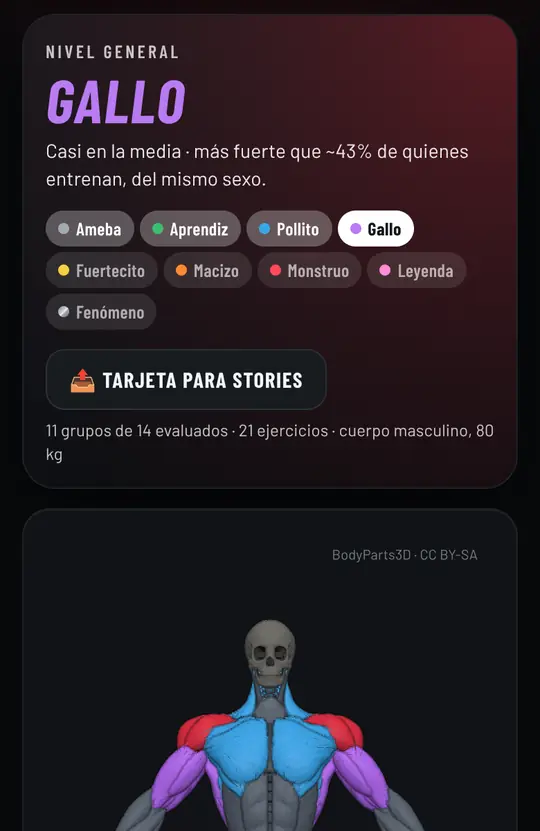 NIVEL GENERAL
GALLO
Casi en la media · más fuerte que ~43% de quienes
entrenan, del mismo sexo.
Ameba Aprendiz Pollito Gallo
Fuertecito Macizo Monstruo Leyenda
Fenómeno
TARJETA PARA STORIES
11 grupos de 14 evaluados · 21 ejercicios · cuerpo masculino, 80
kg
BodyParts3D · CC BY-SA